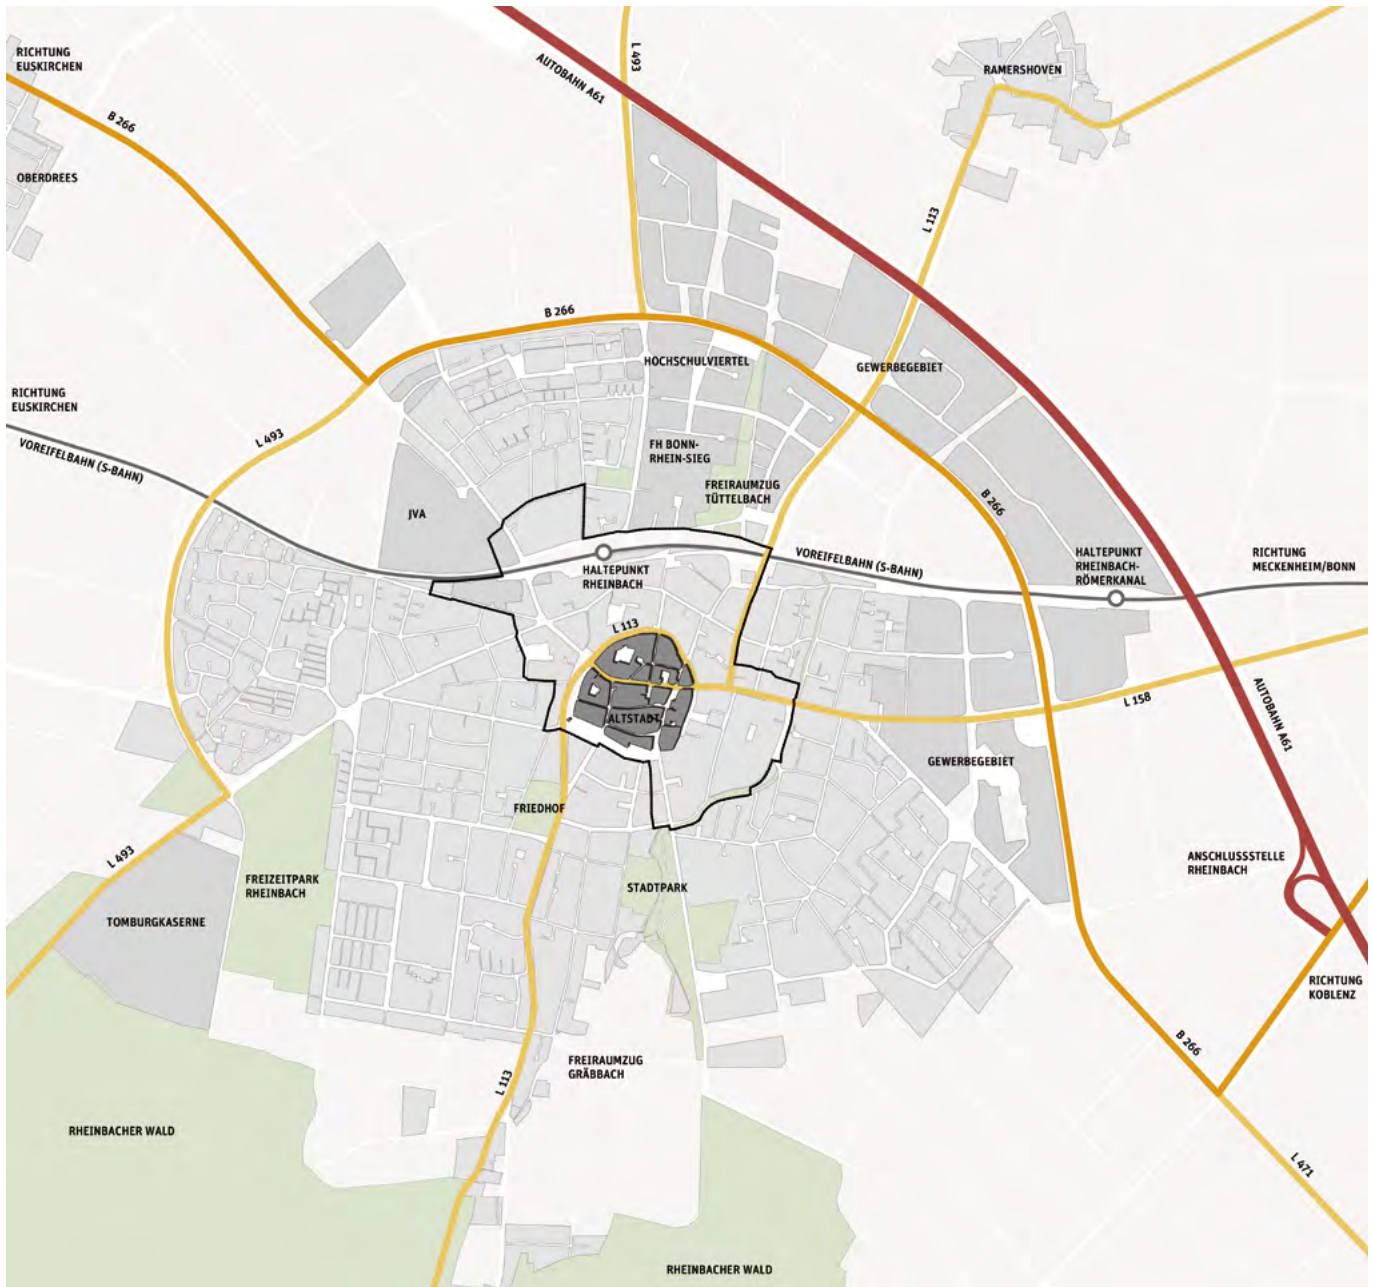 RICHTUNG
EUSKIRCHEN
L 493
AUTOBAHN A61
RAMERSHOVEN
B 266
OBERDREES
L 113
B 266
HOCHSCHULVIERTEL
GEWERBEGEBIET
RICHTUNG
EUSKIRCHEN
L 493
VOREIFELBAHN (S-BAHN)
FH BONN-
RHEIN-SIEG
FREIRAUMZUG
TÜTTELBACH
B 266
JVA
VOREIFELBAHN (S-BAHN)
HALTEPUNKT
RHEINBACH
HALTEPUNKT
RHEINBACH-
RÖMERKANAL
RICHTUNG
MECKENHEIM/BONN
L 113
L 158
AUTOBAHN A61
ALTSTADT
GEWERBEGEBIET
FRIEDHOF
L 493
ANSCHLUSSSTELLE
RHEINBACH
FREIZEITPARK
RHEINBACH
STADTPARK
TOMBURGKASERNE
RICHTUNG
KOBLENZ
B 266
FREIRAUMZUG
GRÄBBACH
L 113
RHEINBACHER WALD
L 471
RHEINBACHER WALD